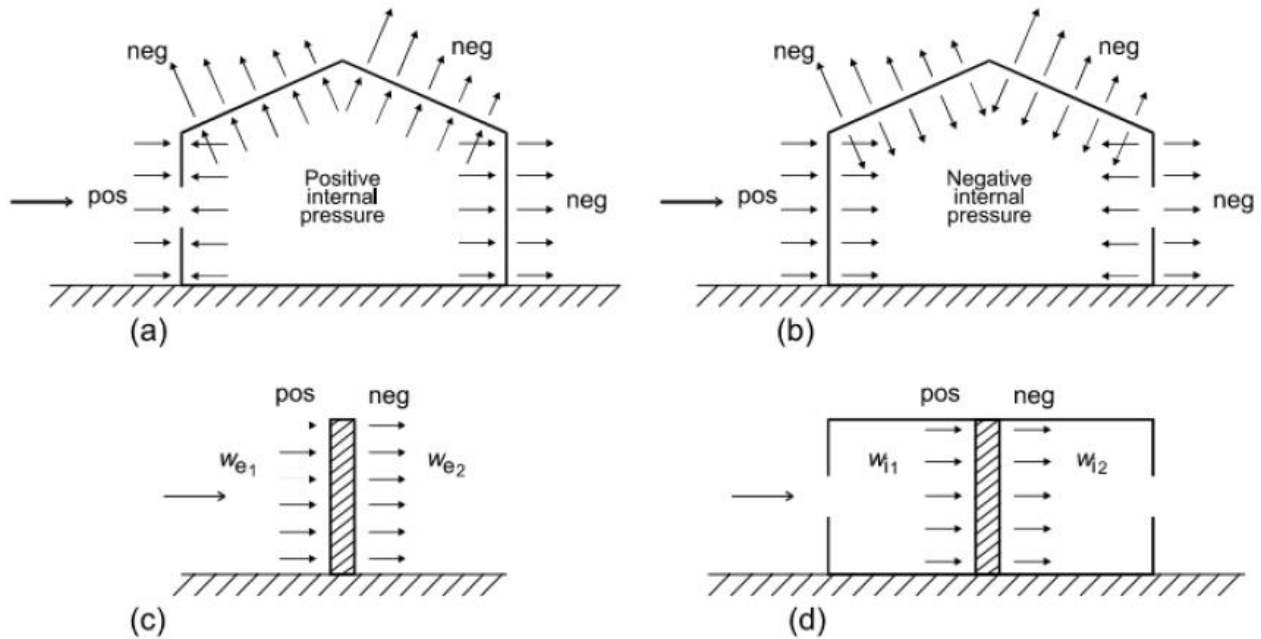 neg
neg
pos
Positive
internal
pressure
neg
(a)
neg
neg
pos
Negative
internal
pressure
neg
(b)
pos neg
we1
we2
(c)
pos neg
wi1
wi2
(d)